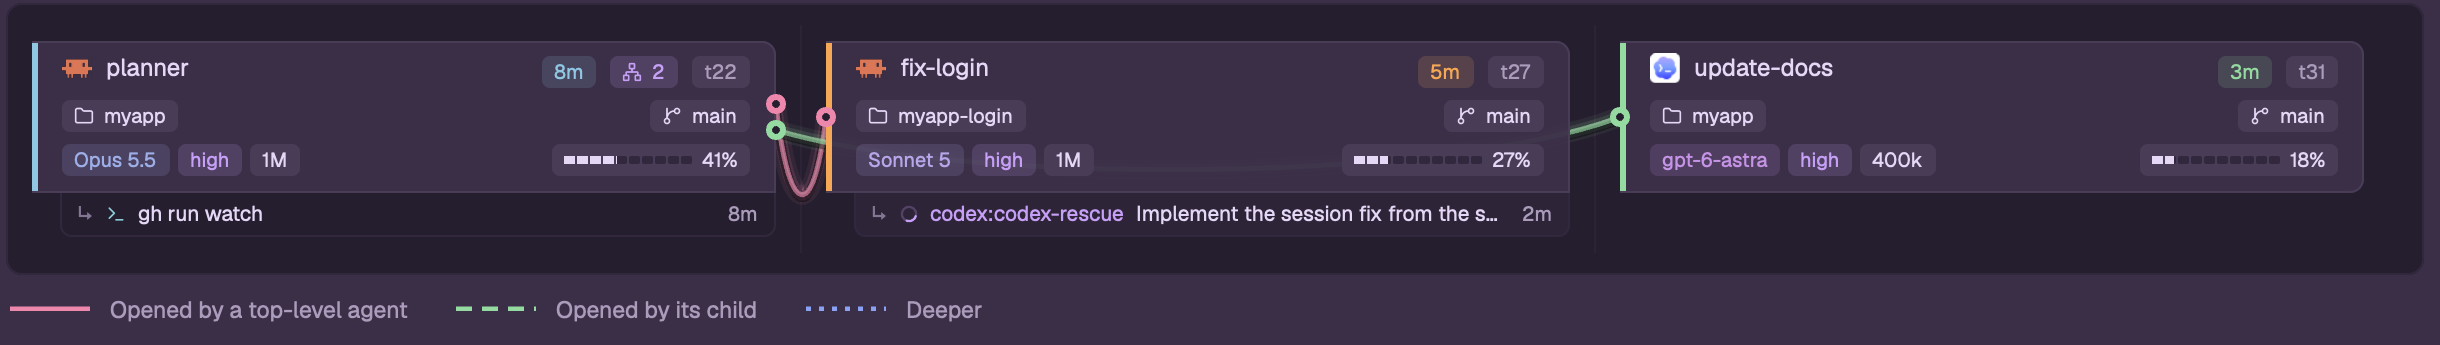 planner 8m 2 t22
myapp main
Opus 5.5 high 1M 41%
gh run watch 8m
fix-login 5m t27
myapp-login main
Sonnet 5 high 1M 27%
codex:codex-rescue Implement the session fix from the s... 2m
update-docs 3m t31
myapp main
gpt-6-astra high 400k 18%
Opened by a top-level agent Opened by its child Deeper